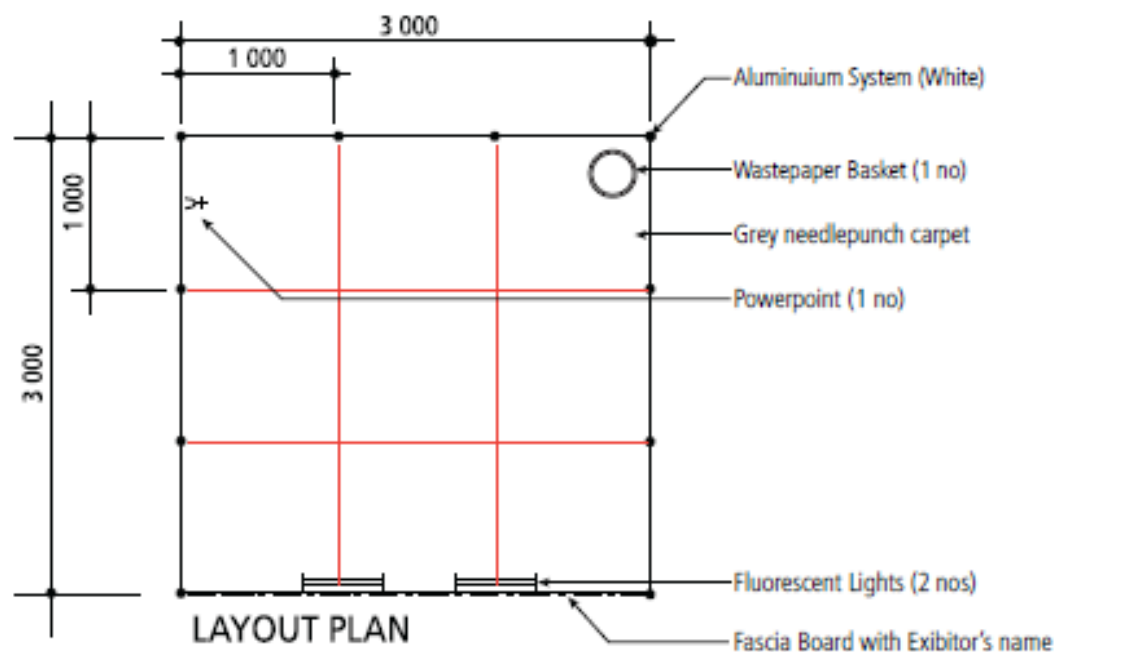 3 000
1 000
Aluminuium System (White)
Wastepaper Basket (1 no)
1 000
Grey needlepunch carpet
Powerpoint (1 no)
3 000
Fluorescent Lights (2 nos)
LAYOUT PLAN
Fascia Board with Exibitor's name